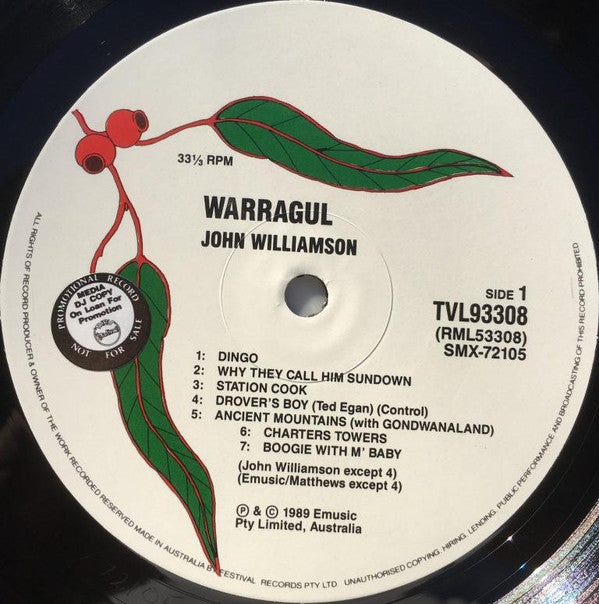 33⅓ RPM
WARRAGUL
JOHN WILLIAMSON
SIDE 1
TVL93308
(RML53308)
SMX-72105
PROMOTIONAL RECORD
MEDIA
DJ COPY
On Loan For
Promotion
NOT FOR SALE
1: DINGO
2: WHY THEY CALL HIM SUNDOWN
3: STATION COOK
4: DROVER'S BOY (Ted Egan) (Control)
5: ANCIENT MOUNTAINS (with GONDWANALAND)
6: CHARTERS TOWERS
7: BOOGIE WITH M' BABY
(John Williamson except 4)
(Emusic/Matthews except 4)
Ⓟ & © 1989 Emusic
Pty Limited, Australia
ALL RIGHTS OF RECORD PRODUCER & OWNER OF THE WORK RECORDED RESERVED MADE IN AUSTRALIA BY FESTIVAL RECORDS PTY LTD. UNAUTHORISED COPYING, HIRING, LENDING, PUBLIC PERFORMANCE AND BROADCASTING OF THIS RECORD PROHIBITED